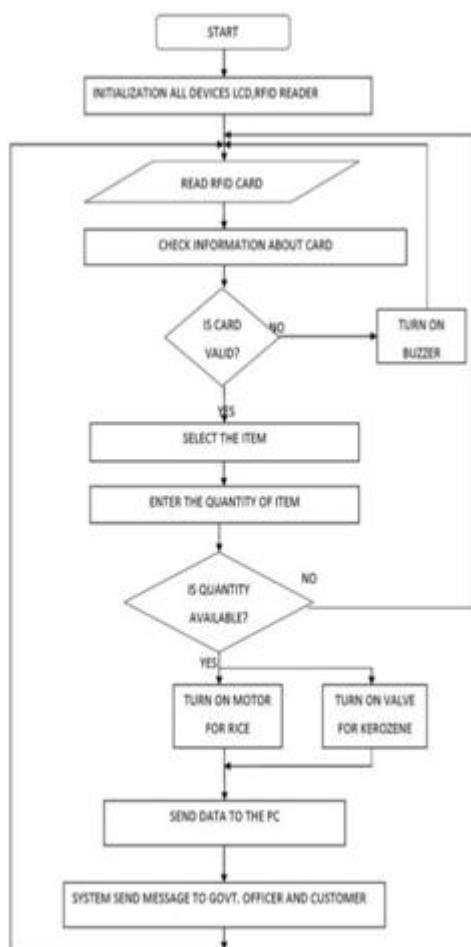 START
INITIALIZATION ALL DEVICES LCD,RFID READER
READ RFID CARD
CHECK INFORMATION ABOUT CARD
IS CARD
VALID?
NO
TURN ON
BUZZER
YES
SELECT THE ITEM
ENTER THE QUANTITY OF ITEM
IS QUANTITY
AVAILABLE?
NO
YES
TURN ON MOTOR
FOR RICE
TURN ON VALVE
FOR KEROZENE
SEND DATA TO THE PC
SYSTEM SEND MESSAGE TO GOVT. OFFICER AND CUSTOMER